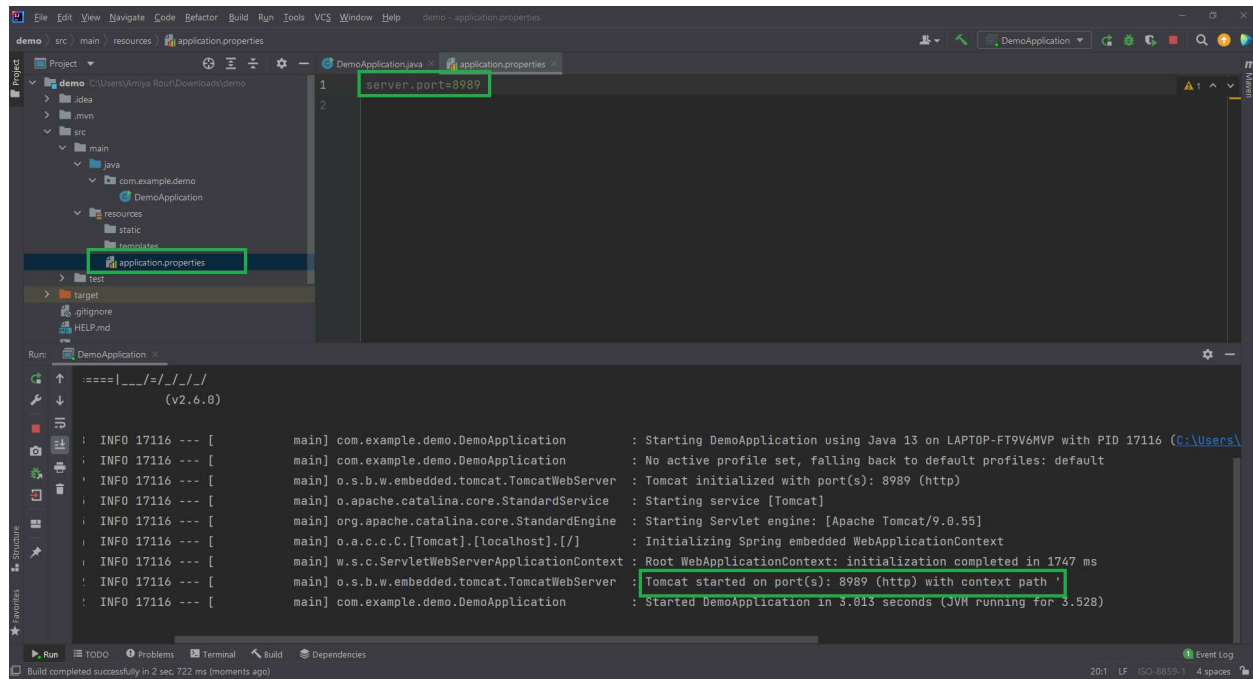 File Edit View Navigate Code Refactor Build Run Tools VCS Window Help demo - application.properties
demo src main resources application.properties DemoApplication
Project DemoApplication.java application.properties
Project
Maven
demo C:\Users\Amiya Rout\Downloads\demo
.idea
.mvn
src
main
java
com.example.demo
DemoApplication
resources
static
templates
application.properties
test
target
.gitignore
HELP.md
1 server.port=8989
2
1
Run: DemoApplication
====|___/=/_/_/_/
(v2.6.0)
INFO 17116 --- [ main] com.example.demo.DemoApplication : Starting DemoApplication using Java 13 on LAPTOP-FT9V6MVP with PID 17116 (C:\Users\
INFO 17116 --- [ main] com.example.demo.DemoApplication : No active profile set, falling back to default profiles: default
INFO 17116 --- [ main] o.s.b.w.embedded.tomcat.TomcatWebServer : Tomcat initialized with port(s): 8989 (http)
INFO 17116 --- [ main] o.apache.catalina.core.StandardService : Starting service [Tomcat]
INFO 17116 --- [ main] org.apache.catalina.core.StandardEngine : Starting Servlet engine: [Apache Tomcat/9.0.55]
INFO 17116 --- [ main] o.a.c.c.C.[Tomcat].[localhost].[/] : Initializing Spring embedded WebApplicationContext
INFO 17116 --- [ main] w.s.c.ServletWebServerApplicationContext : Root WebApplicationContext: initialization completed in 1747 ms
INFO 17116 --- [ main] o.s.b.w.embedded.tomcat.TomcatWebServer : Tomcat started on port(s): 8989 (http) with context path '
INFO 17116 --- [ main] com.example.demo.DemoApplication : Started DemoApplication in 3.013 seconds (JVM running for 3.528)
Structure
Favorites
Run TODO Problems Terminal Build Dependencies 1 Event Log
Build completed successfully in 2 sec, 722 ms (moments ago) 20:1 LF ISO-8859-1 4 spaces